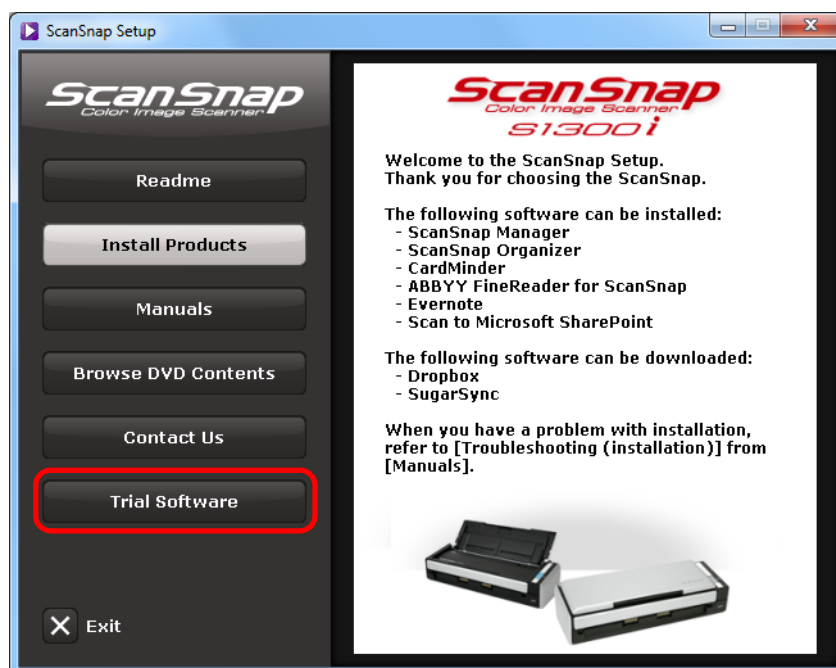 ScanSnap Setup
ScanSnap
Color Image Scanner
Readme
Install Products
Manuals
Browse DVD Contents
Contact Us
Trial Software
Exit
ScanSnap
Color Image Scanner
S1300i
Welcome to the ScanSnap Setup.
Thank you for choosing the ScanSnap.
The following software can be installed:
- ScanSnap Manager
- ScanSnap Organizer
- CardMinder
- ABBYY FineReader for ScanSnap
- Evernote
- Scan to Microsoft SharePoint
The following software can be downloaded:
- Dropbox
- SugarSync
When you have a problem with installation,
refer to [Troubleshooting (installation)] from
[Manuals].